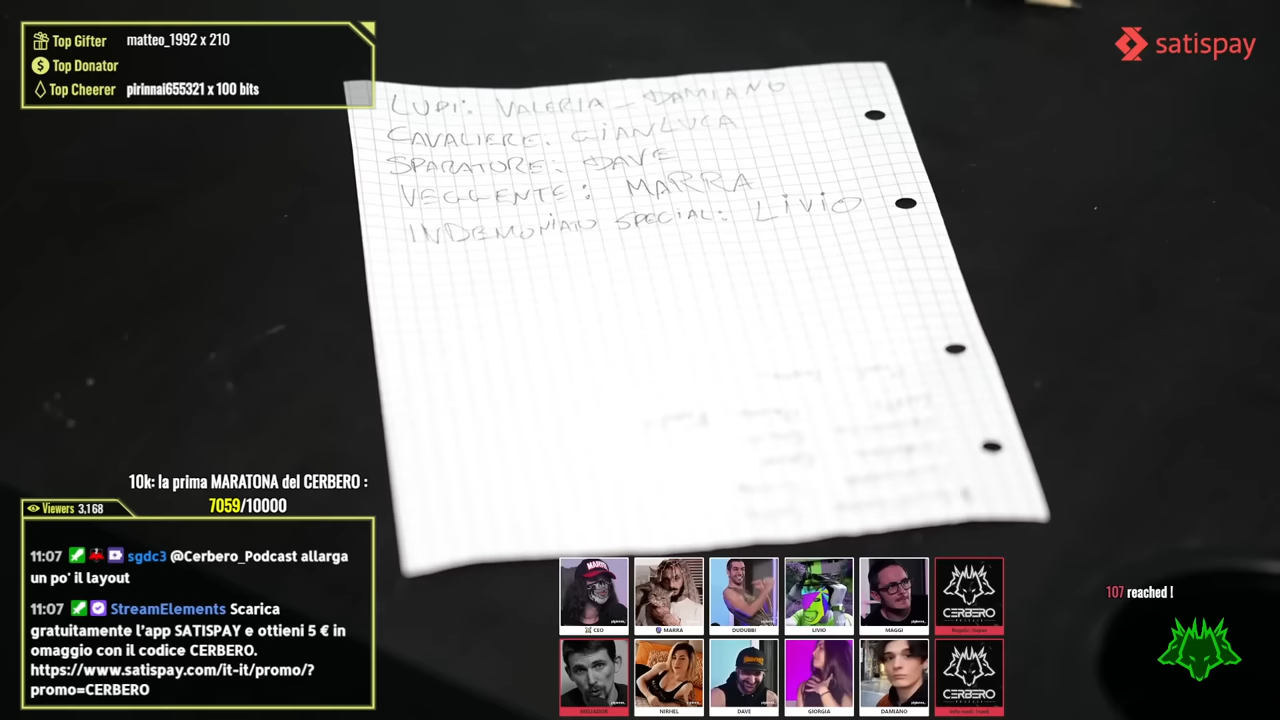 Top Gifter matteo_1992 x 210
Top Donator
Top Cheerer pirinnai655321 x 100 bits
satispay
LUPI: VALERIA - DAMIANO
CAVALIERE: GIANLUCA
SPARATORE: DAVE
VEGGENTE: MARRA
INDEMONIATO SPECIAL: LIVIO
10k: la prima MARATONA del CERBERO :
7059/10000
Viewers 3,168
11:07 sgdc3 @Cerbero_Podcast allarga
un po' il layout
11:07 StreamElements Scarica
gratuitamente l'app SATISPAY e ottieni 5 € in
omaggio con il codice CERBERO.
https://www.satispay.com/it-it/promo/?
promo=CERBERO
MARRA
CEO MARRA DUDUBBI LIVIO MAGGI
CERBERO
NIRHEL DAVE GIORGIA DAMIANO
CERBERO
107 reached !